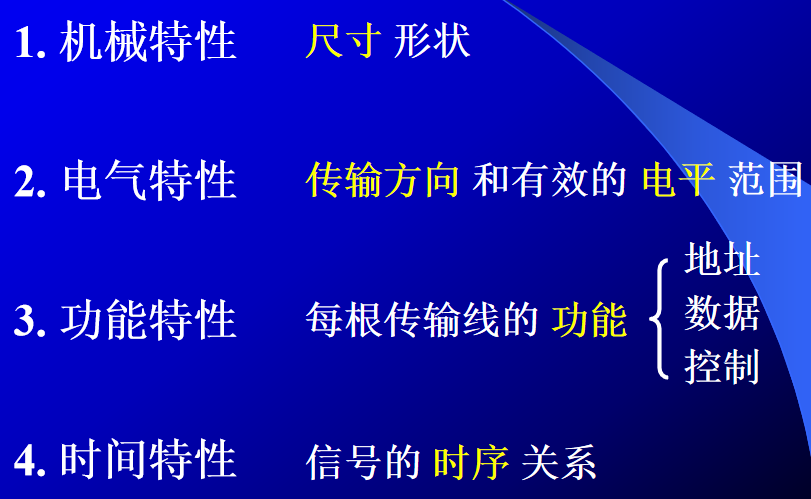 1. 机械特性 尺寸 形状
2. 电气特性 传输方向 和有效的 电平 范围
3. 功能特性 每根传输线的 功能
地址
数据
控制
4. 时间特性 信号的 时序 关系